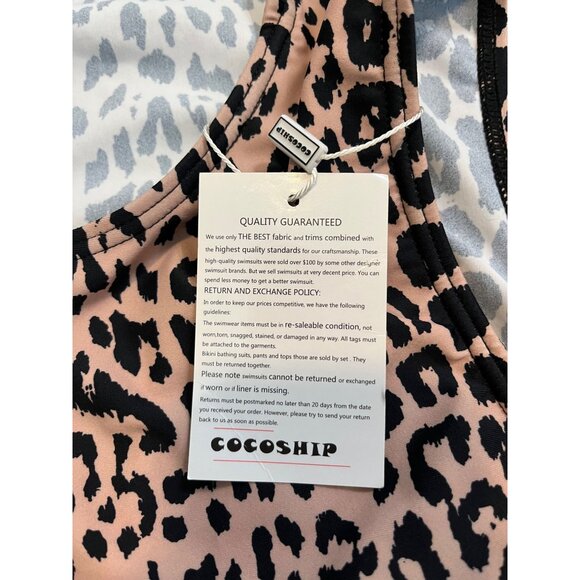 COCOSHIP
QUALITY GUARANTEED
We use only THE BEST fabric and trims combined with
the highest quality standards for our craftsmanship. These
high-quality swimsuits were sold over $100 by some other designer
swimsuit brands. But we sell swimsuits at very decent price. You can
spend less money to get a better swimsuit.
RETURN AND EXCHANGE POLICY:
In order to keep our prices competitive, we have the following
guidelines:
The swimwear items must be in re-saleable condition, not
worn,torn, snagged, stained, or damaged in any way. All tags must
be attached to the garments.
Bikini bathing suits, pants and tops those are sold by set . They
must be returned together.
Please note swimsuits cannot be returned or exchanged
if worn or if liner is missing.
Returns must be postmarked no later than 20 days from the date
you received your order. However, please try to send your return
back to us as soon as possible.
COCOSHIP